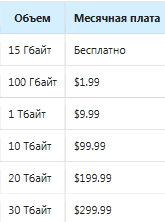 Объем Месячная плата
15 Гбайт Бесплатно
100 Гбайт $1.99
1 Тбайт $9.99
10 Тбайт $99.99
20 Тбайт $199.99
30 Тбайт $299.99